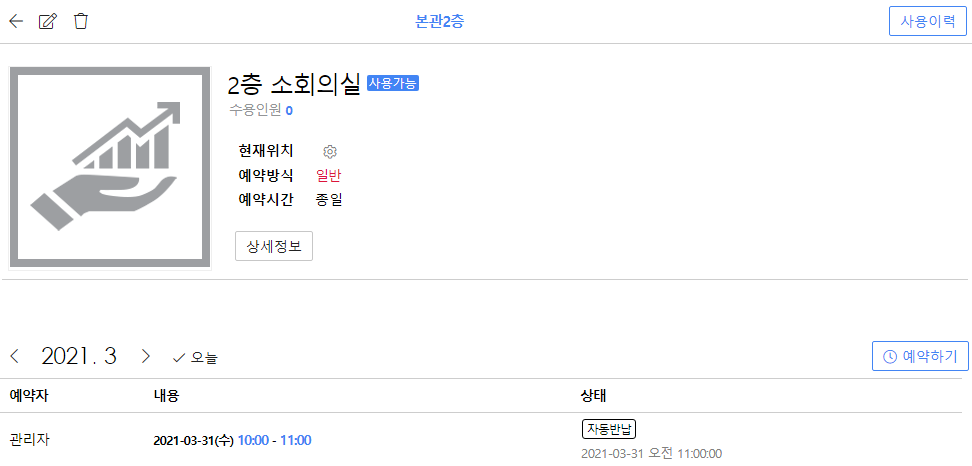 본관2층
사용이력
2층 소회의실 사용가능
수용인원 0
현재위치
예약방식 일반
예약시간 종일
상세정보
2021. 3
오늘
예약하기
예약자 내용 상태
관리자 2021-03-31(수) 10:00 - 11:00 자동반납
2021-03-31 오전 11:00:00